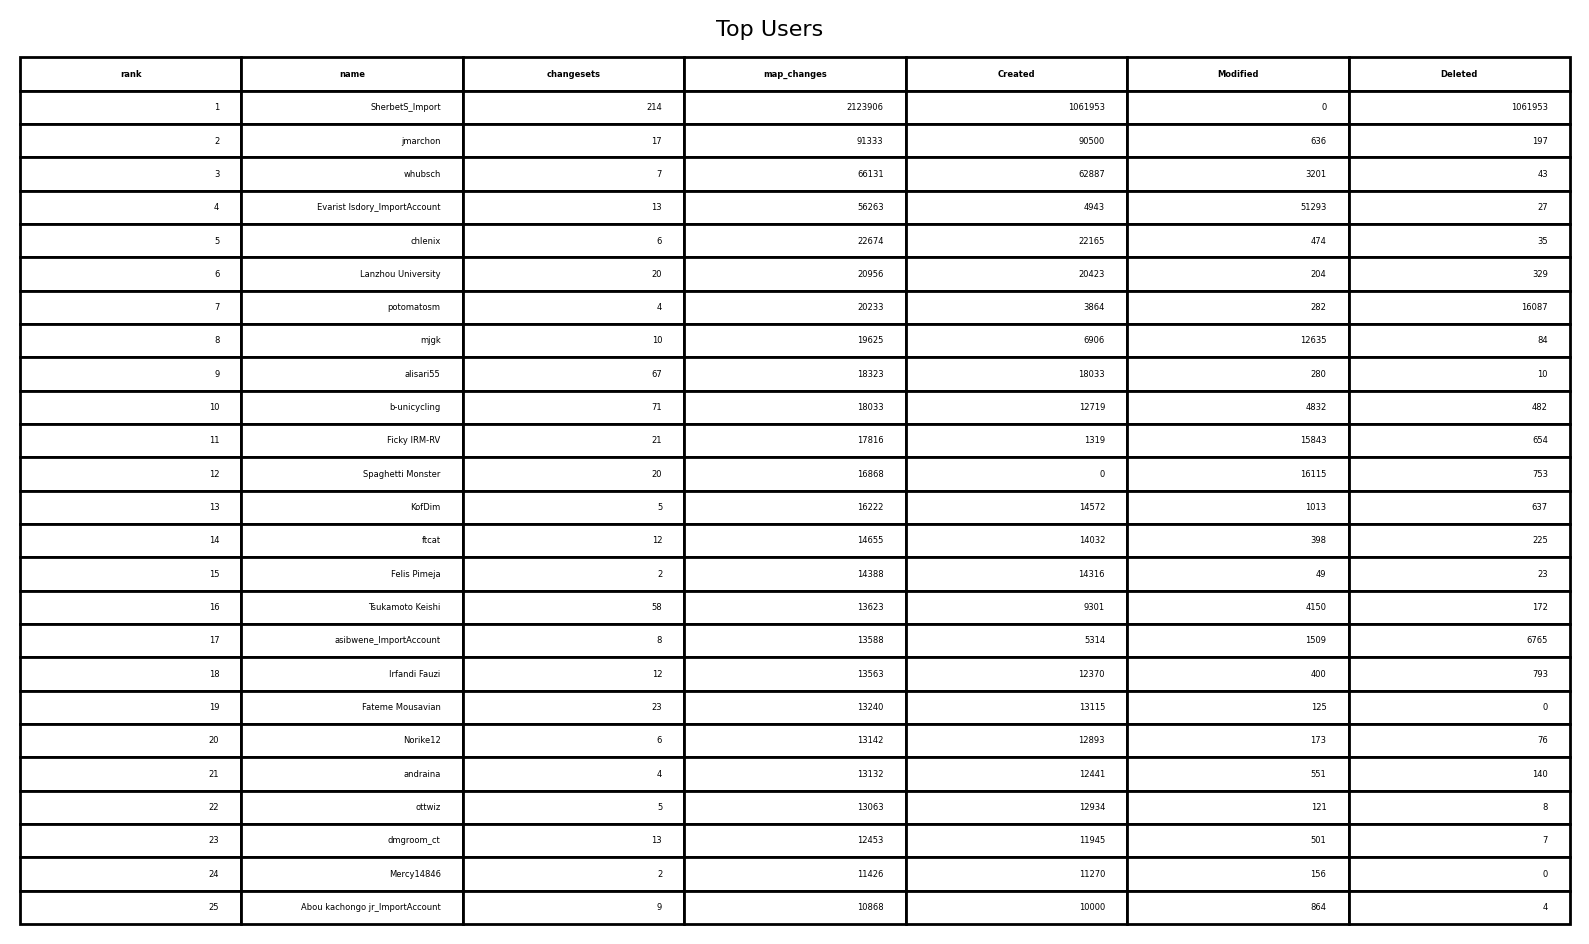 Top Users
rank name changesets map_changes Created Modified Deleted
1 SherbetS_Import 214 2123906 1061953 0 1061953
2 jmarchon 17 91333 90500 636 197
3 whubsch 7 66131 62887 3201 43
4 Evarist Isdory_ImportAccount 13 56263 4943 51293 27
5 chlenix 6 22674 22165 474 35
6 Lanzhou University 20 20956 20423 204 329
7 potomatosm 4 20233 3864 282 16087
8 mjgk 10 19625 6906 12635 84
9 alisari55 67 18323 18033 280 10
10 b-unicycling 71 18033 12719 4832 482
11 Ficky IRM-RV 21 17816 1319 15843 654
12 Spaghetti Monster 20 16868 0 16115 753
13 KofDim 5 16222 14572 1013 637
14 ftcat 12 14655 14032 398 225
15 Felis Pimeja 2 14388 14316 49 23
16 Tsukamoto Keishi 58 13623 9301 4150 172
17 asibwene_ImportAccount 8 13588 5314 1509 6765
18 Irfandi Fauzi 12 13563 12370 400 793
19 Fateme Mousavian 23 13240 13115 125 0
20 Norike12 6 13142 12893 173 76
21 andraina 4 13132 12441 551 140
22 ottwiz 5 13063 12934 121 8
23 dmgroom_ct 13 12453 11945 501 7
24 Mercy14846 2 11426 11270 156 0
25 Abou kachongo jr_ImportAccount 9 10868 10000 864 4